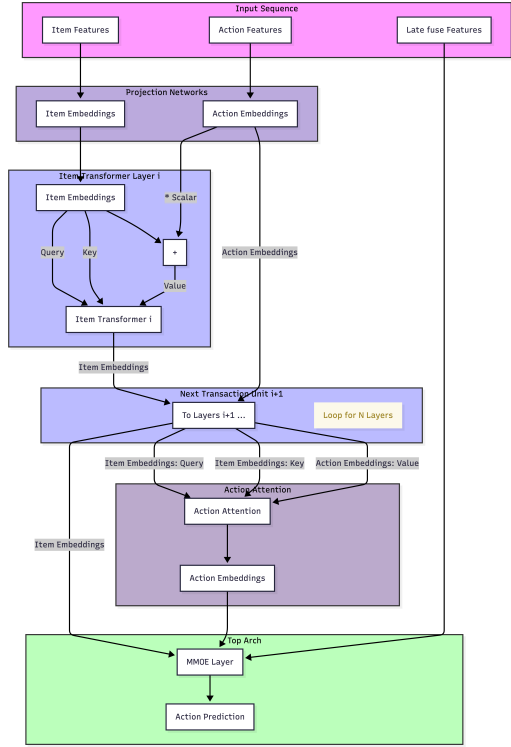 Input Sequence
Item Features
Action Features
Late fuse Features
Projection Networks
Item Embeddings
Action Embeddings
Item Transformer Layer i
Item Embeddings
* Scalar
Query
Key
+
Action Embeddings
Value
Item Transformer i
Item Embeddings
Next Transaction Unit i+1
To Layers i+1 ...
Loop for N Layers
Item Embeddings: Query
Item Embeddings: Key
Action Embeddings: Value
Action Attention
Action Attention
Item Embeddings
Action Embeddings
Top Arch
MMOE Layer
Action Prediction